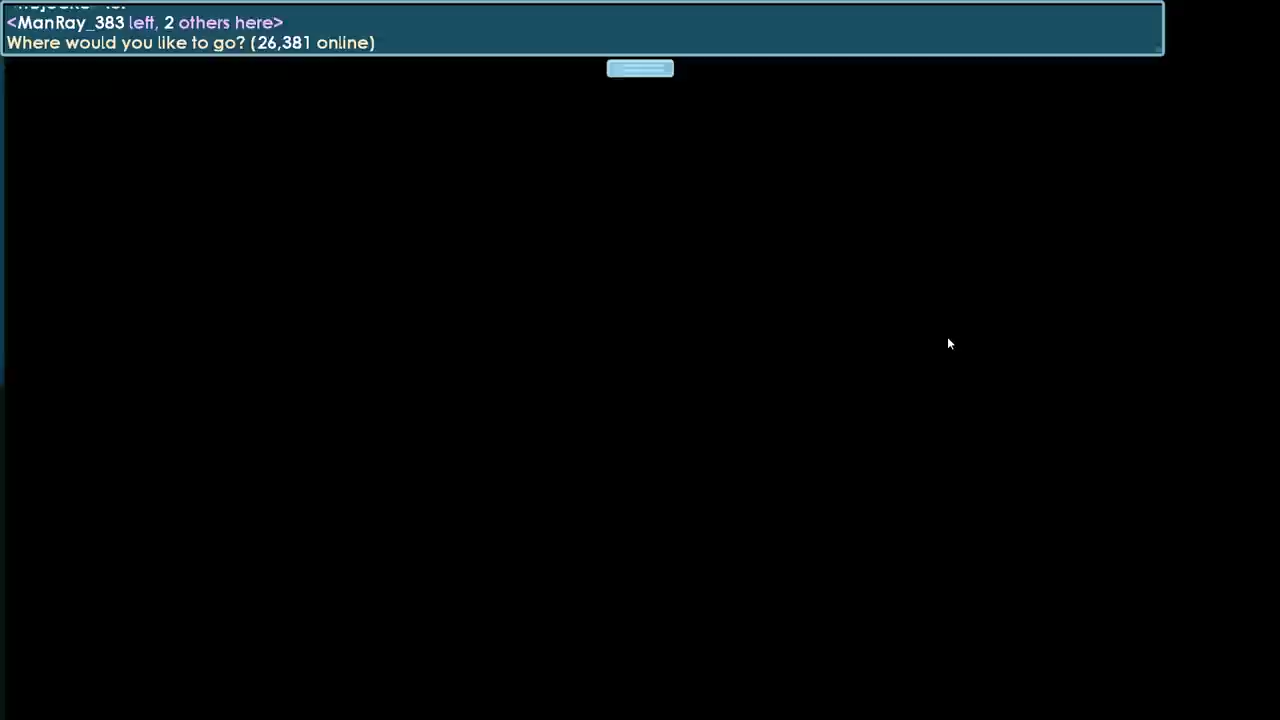 <ManRay_383 left, 2 others here>
Where would you like to go? (26,381 online)